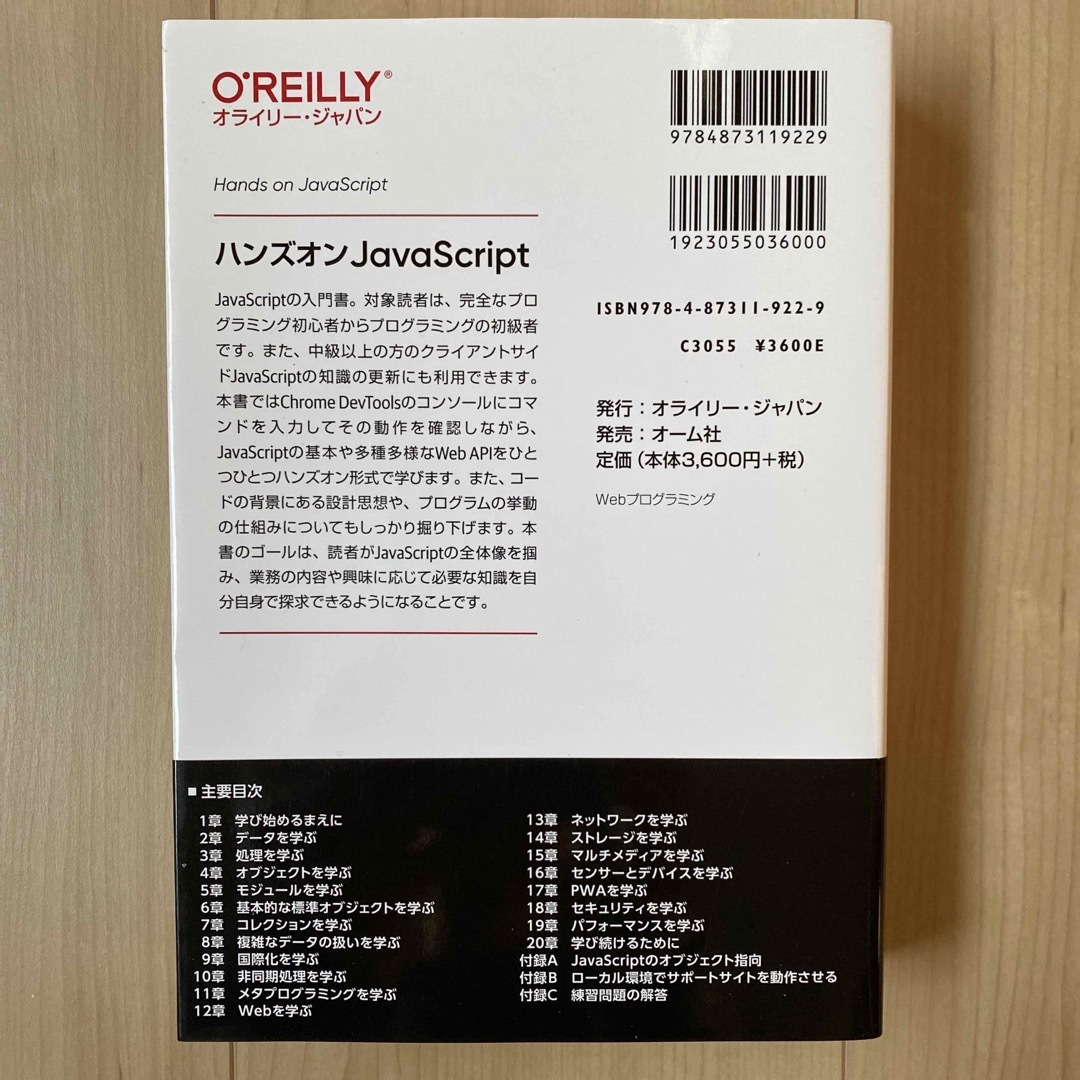 O'REILLY®
オライリー・ジャパン
Hands on JavaScript
ハンズオンJavaScript
JavaScriptの入門書。対象読者は、完全なプロ
グラミング初心者からプログラミングの初級者
です。また、中級以上の方のクライアントサイ
ドJavaScriptの知識の更新にも利用できます。
本書ではChrome DevToolsのコンソールにコマ
ンドを入力してその動作を確認しながら、
JavaScriptの基本や多種多様なWeb APIをひと
つひとつハンズオン形式で学びます。また、コー
ドの背景にある設計思想や、プログラムの挙動
の仕組みについてもしっかり掘り下げます。本
書のゴールは、読者がJavaScriptの全体像を掴
み、業務の内容や興味に応じて必要な知識を自
分自身で探求できるようになることです。
9784873119229
1923055036000
ISBN978-4-87311-922-9
C3055 ¥3600E
発行：オライリー・ジャパン
発売：オーム社
定価（本体3,600円+税）
Webプログラミング
■ 主要目次
1章 学び始めるまえに
2章 データを学ぶ
3章 処理を学ぶ
4章 オブジェクトを学ぶ
5章 モジュールを学ぶ
6章 基本的な標準オブジェクトを学ぶ
7章 コレクションを学ぶ
8章 複雑なデータの扱いを学ぶ
9章 国際化を学ぶ
10章 非同期処理を学ぶ
11章 メタプログラミングを学ぶ
12章 Webを学ぶ
13章 ネットワークを学ぶ
14章 ストレージを学ぶ
15章 マルチメディアを学ぶ
16章 センサーとデバイスを学ぶ
17章 PWAを学ぶ
18章 セキュリティを学ぶ
19章 パフォーマンスを学ぶ
20章 学び続けるために
付録A JavaScriptのオブジェクト指向
付録B ローカル環境でサポートサイトを動作させる
付録C 練習問題の解答